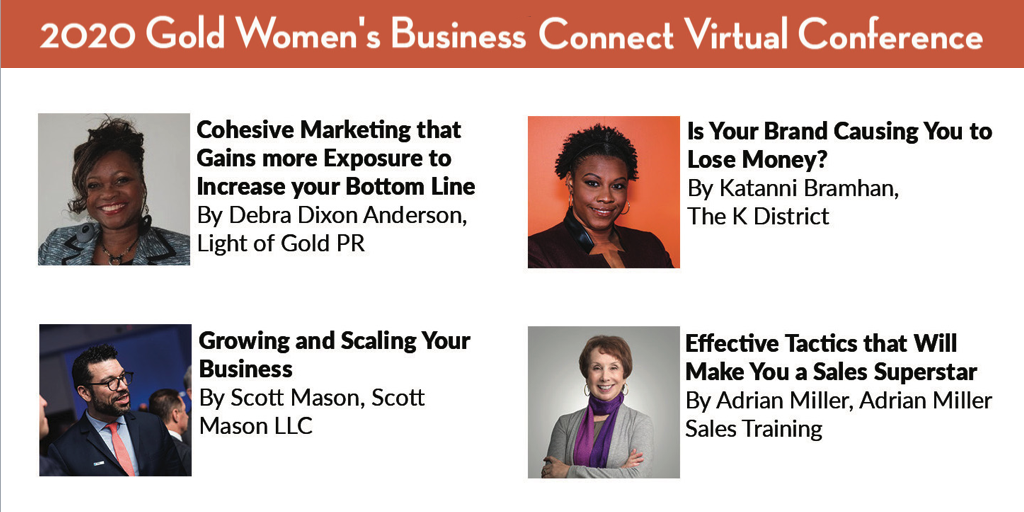 2020 Gold Women's Business Connect Virtual Conference
Cohesive Marketing that
Gains more Exposure to
Increase your Bottom Line
By Debra Dixon Anderson,
Light of Gold PR
Is Your Brand Causing You to
Lose Money?
By Katanni Bramhan,
The K District
Growing and Scaling Your
Business
By Scott Mason, Scott
Mason LLC
Effective Tactics that Will
Make You a Sales Superstar
By Adrian Miller, Adrian Miller
Sales Training